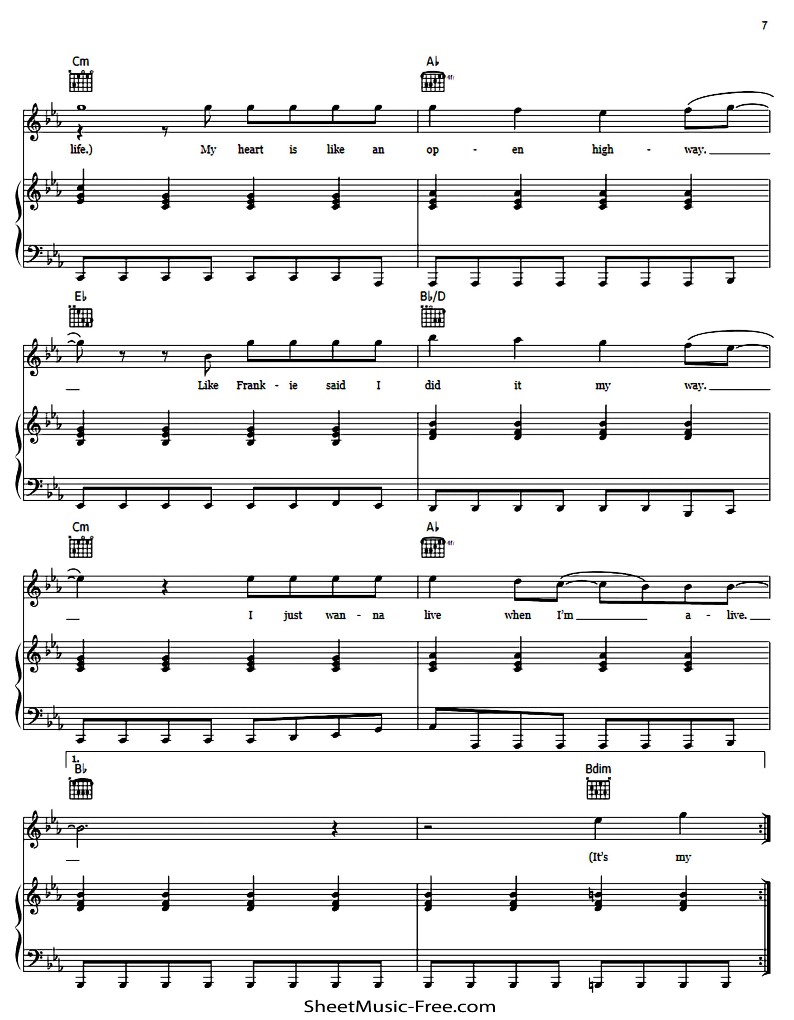 7
Cm A♭
4fr
life.) My heart is like an op - en high - way.
E♭ B♭/D
Like Frank - ie said I did it my way.
Cm A♭
4fr
I just wan - na live when I'm a - live.
1.
B♭ Bdim
(It's my
SheetMusic-Free.com